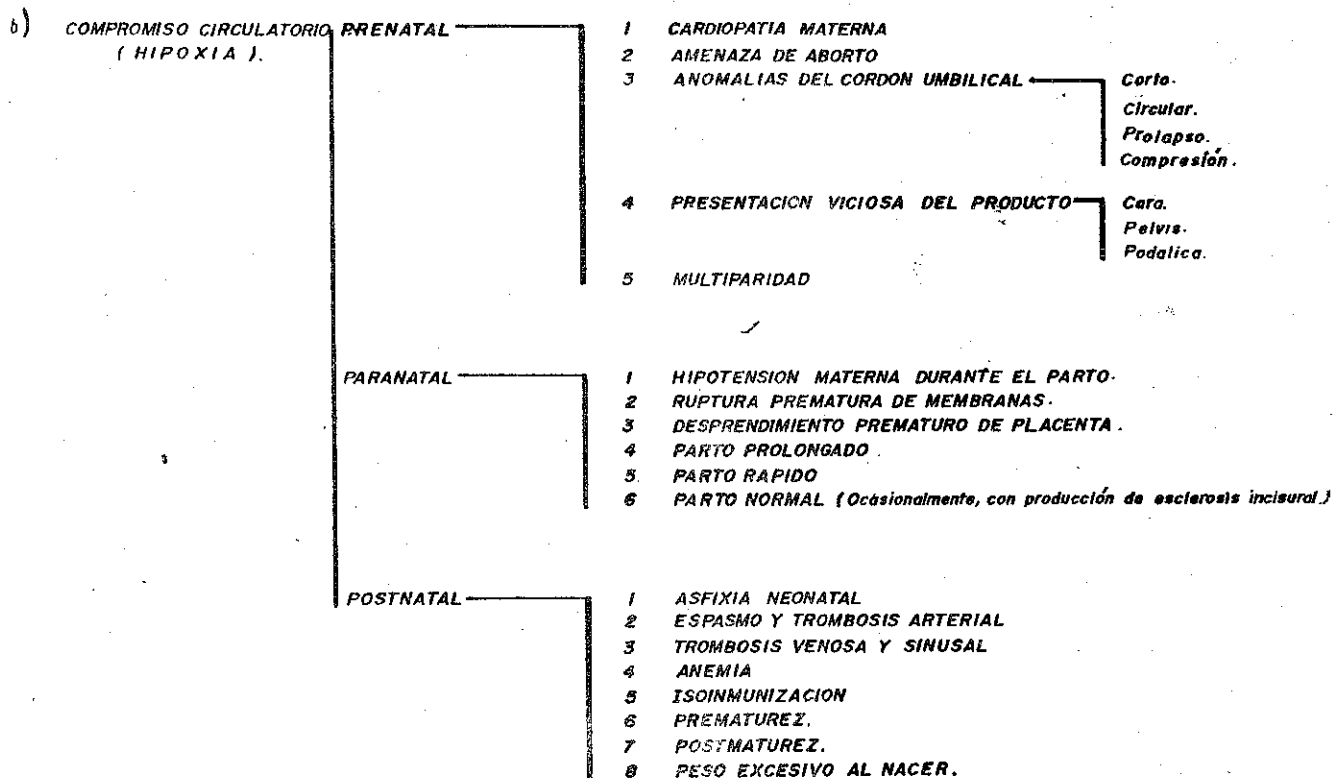 b) COMPROMISO CIRCULATORIO PRENATAL
( HIPOXIA ).
1 CARDIOPATIA MATERNA
2 AMENAZA DE ABORTO
3 ANOMALIAS DEL CORDON UMBILICAL
Corto.
Circular.
Prolapso.
Compresión.
4 PRESENTACION VICIOSA DEL PRODUCTO
Cara.
Pelvis.
Podalica.
5 MULTIPARIDAD
PARANATAL
1 HIPOTENSION MATERNA DURANTE EL PARTO.
2 RUPTURA PREMATURA DE MEMBRANAS.
3 DESPRENDIMIENTO PREMATURO DE PLACENTA.
4 PARTO PROLONGADO.
5. PARTO RAPIDO
6 PARTO NORMAL (Ocasionalmente, con producción de esclerosis incisural.)
POSTNATAL
1 ASFIXIA NEONATAL
2 ESPASMO Y TROMBOSIS ARTERIAL
3 TROMBOSIS VENOSA Y SINUSAL
4 ANEMIA
5 ISOINMUNIZACION
6 PREMATUREZ.
7 POSTMATUREZ.
8 PESO EXCESIVO AL NACER.